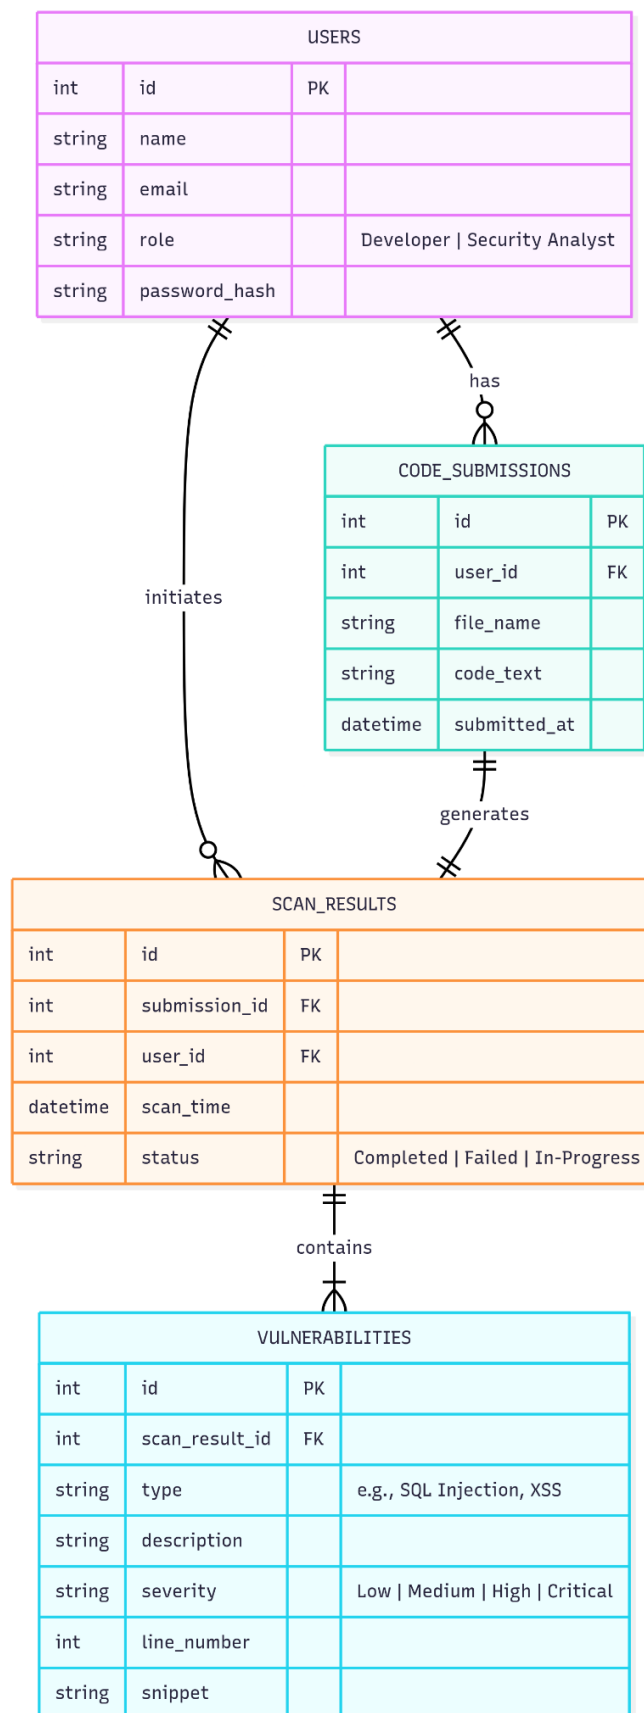 USERS
int id PK
string name
string email
string role Developer | Security Analyst
string password_hash
has
CODE_SUBMISSIONS
int id PK
int user_id FK
initiates
string file_name
string code_text
datetime submitted_at
generates
SCAN_RESULTS
int id PK
int submission_id FK
int user_id FK
datetime scan_time
string status Completed | Failed | In-Progress
contains
VULNERABILITIES
int id PK
int scan_result_id FK
string type e.g., SQL Injection, XSS
string description
string severity Low | Medium | High | Critical
int line_number
string snippet